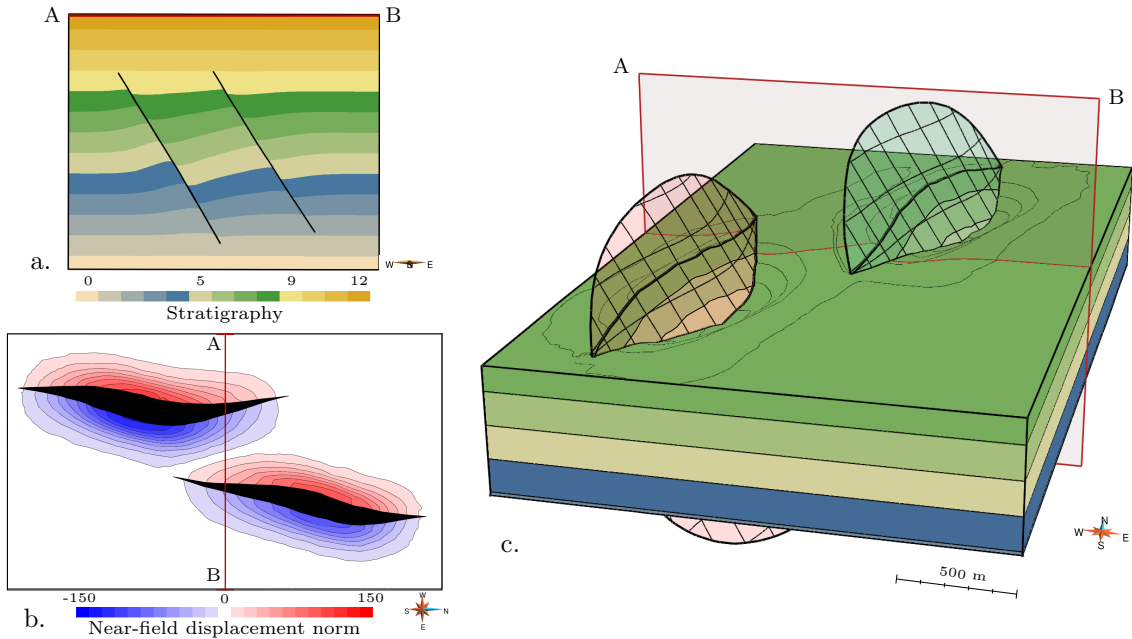 A B
a.
W S E
0 5 9 12
Stratigraphy
A
B
b.
-150 0 150
Near-field displacement norm
W
S N
E
A
B
c.
N
W E
S
500 m